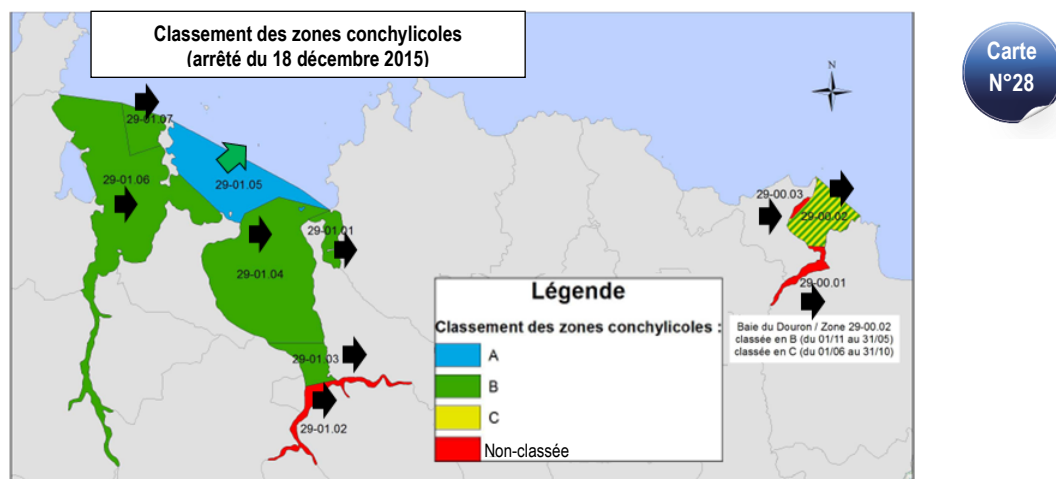 Classement des zones conchylicoles
(arrêté du 18 décembre 2015)
Carte
N°28
N
29-01.07
29-01.06
29-01.05
29-01.01
29-01.04
29-01.03
29-01.02
29-00.03
29-00.02
29-00.01
Baie du Douron / Zone 29-00.02
classée en B (du 01/11 au 31/05)
classée en C (du 01/06 au 31/10)
Légende
Classement des zones conchylicoles :
A
B
C
Non-classée